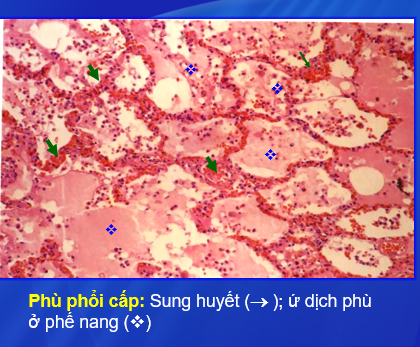 Phù phổi cấp: Sung huyết (→ ); ứ dịch phù
ở phế nang (❖)